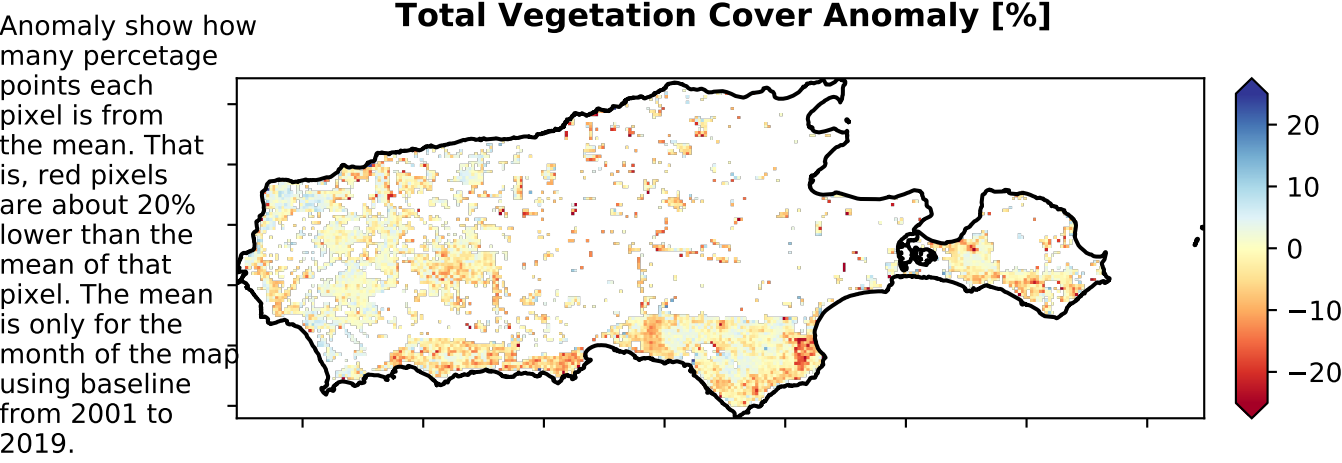 Total Vegetation Cover Anomaly [%]
Anomaly show how
many percetage
points each
pixel is from
the mean. That
is, red pixels
are about 20%
lower than the
mean of that
pixel. The mean
is only for the
month of the map
using baseline
from 2001 to
2019.
20
10
0
−10
−20